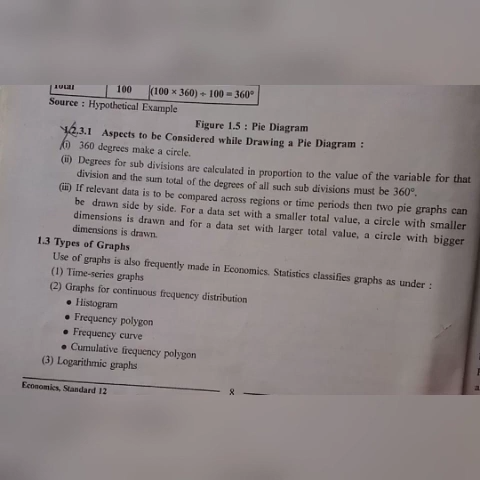 Total 100 (100 × 360) ÷ 100 = 360°
Source : Hypothetical Example
Figure 1.5 : Pie Diagram
1.2.3.1 Aspects to be Considered while Drawing a Pie Diagram :
(i) 360 degrees make a circle.
(ii) Degrees for sub divisions are calculated in proportion to the value of the variable for that
division and the sum total of the degrees of all such sub divisions must be 360°.
(iii) If relevant data is to be compared across regions or time periods then two pie graphs can
be drawn side by side. For a data set with a smaller total value, a circle with smaller
dimensions is drawn and for a data set with larger total value, a circle with bigger
dimensions is drawn.
1.3 Types of Graphs
Use of graphs is also frequently made in Economics. Statistics classifies graphs as under :
(1) Time-series graphs
(2) Graphs for continuous frequency distribution
• Histogram
• Frequency polygon
• Frequency curve
• Cumulative frequency polygon
(3) Logarithmic graphs
Economics, Standard 12
8